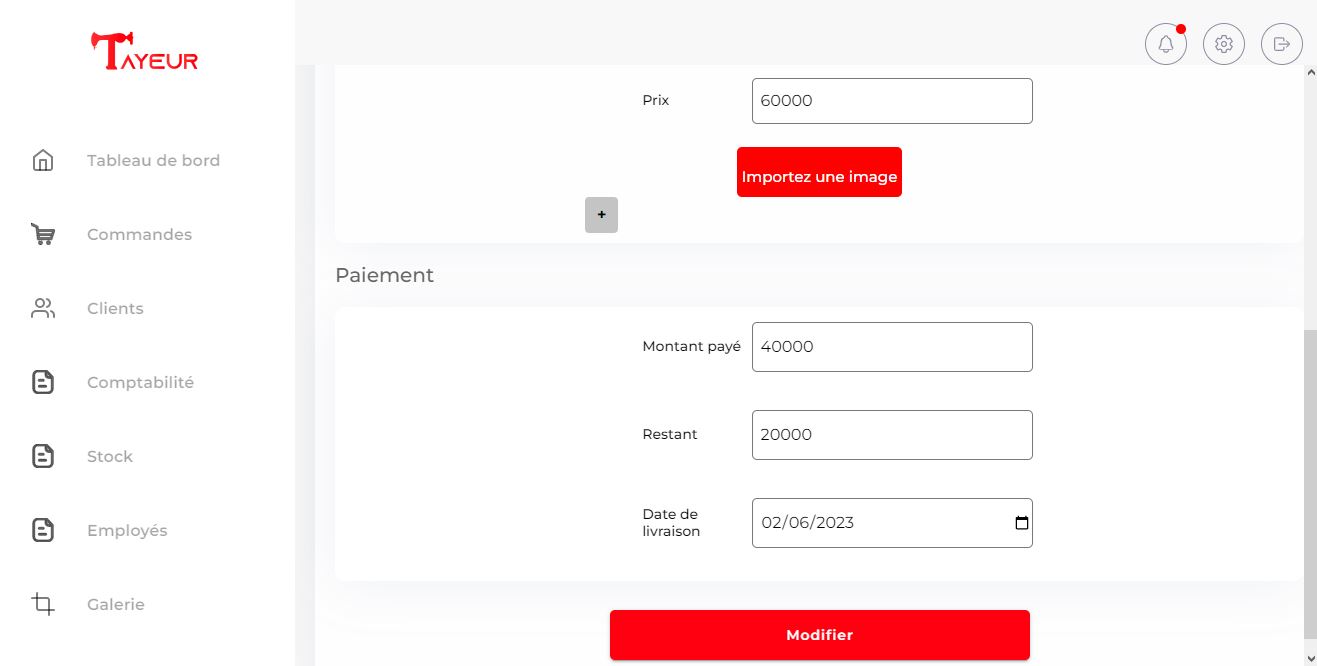 TAYEUR
Tableau de bord
Commandes
Clients
Comptabilité
Stock
Employés
Galerie
Prix
60000
Importez une image
+
Paiement
Montant payé
40000
Restant
20000
Date de
livraison
02/06/2023
Modifier